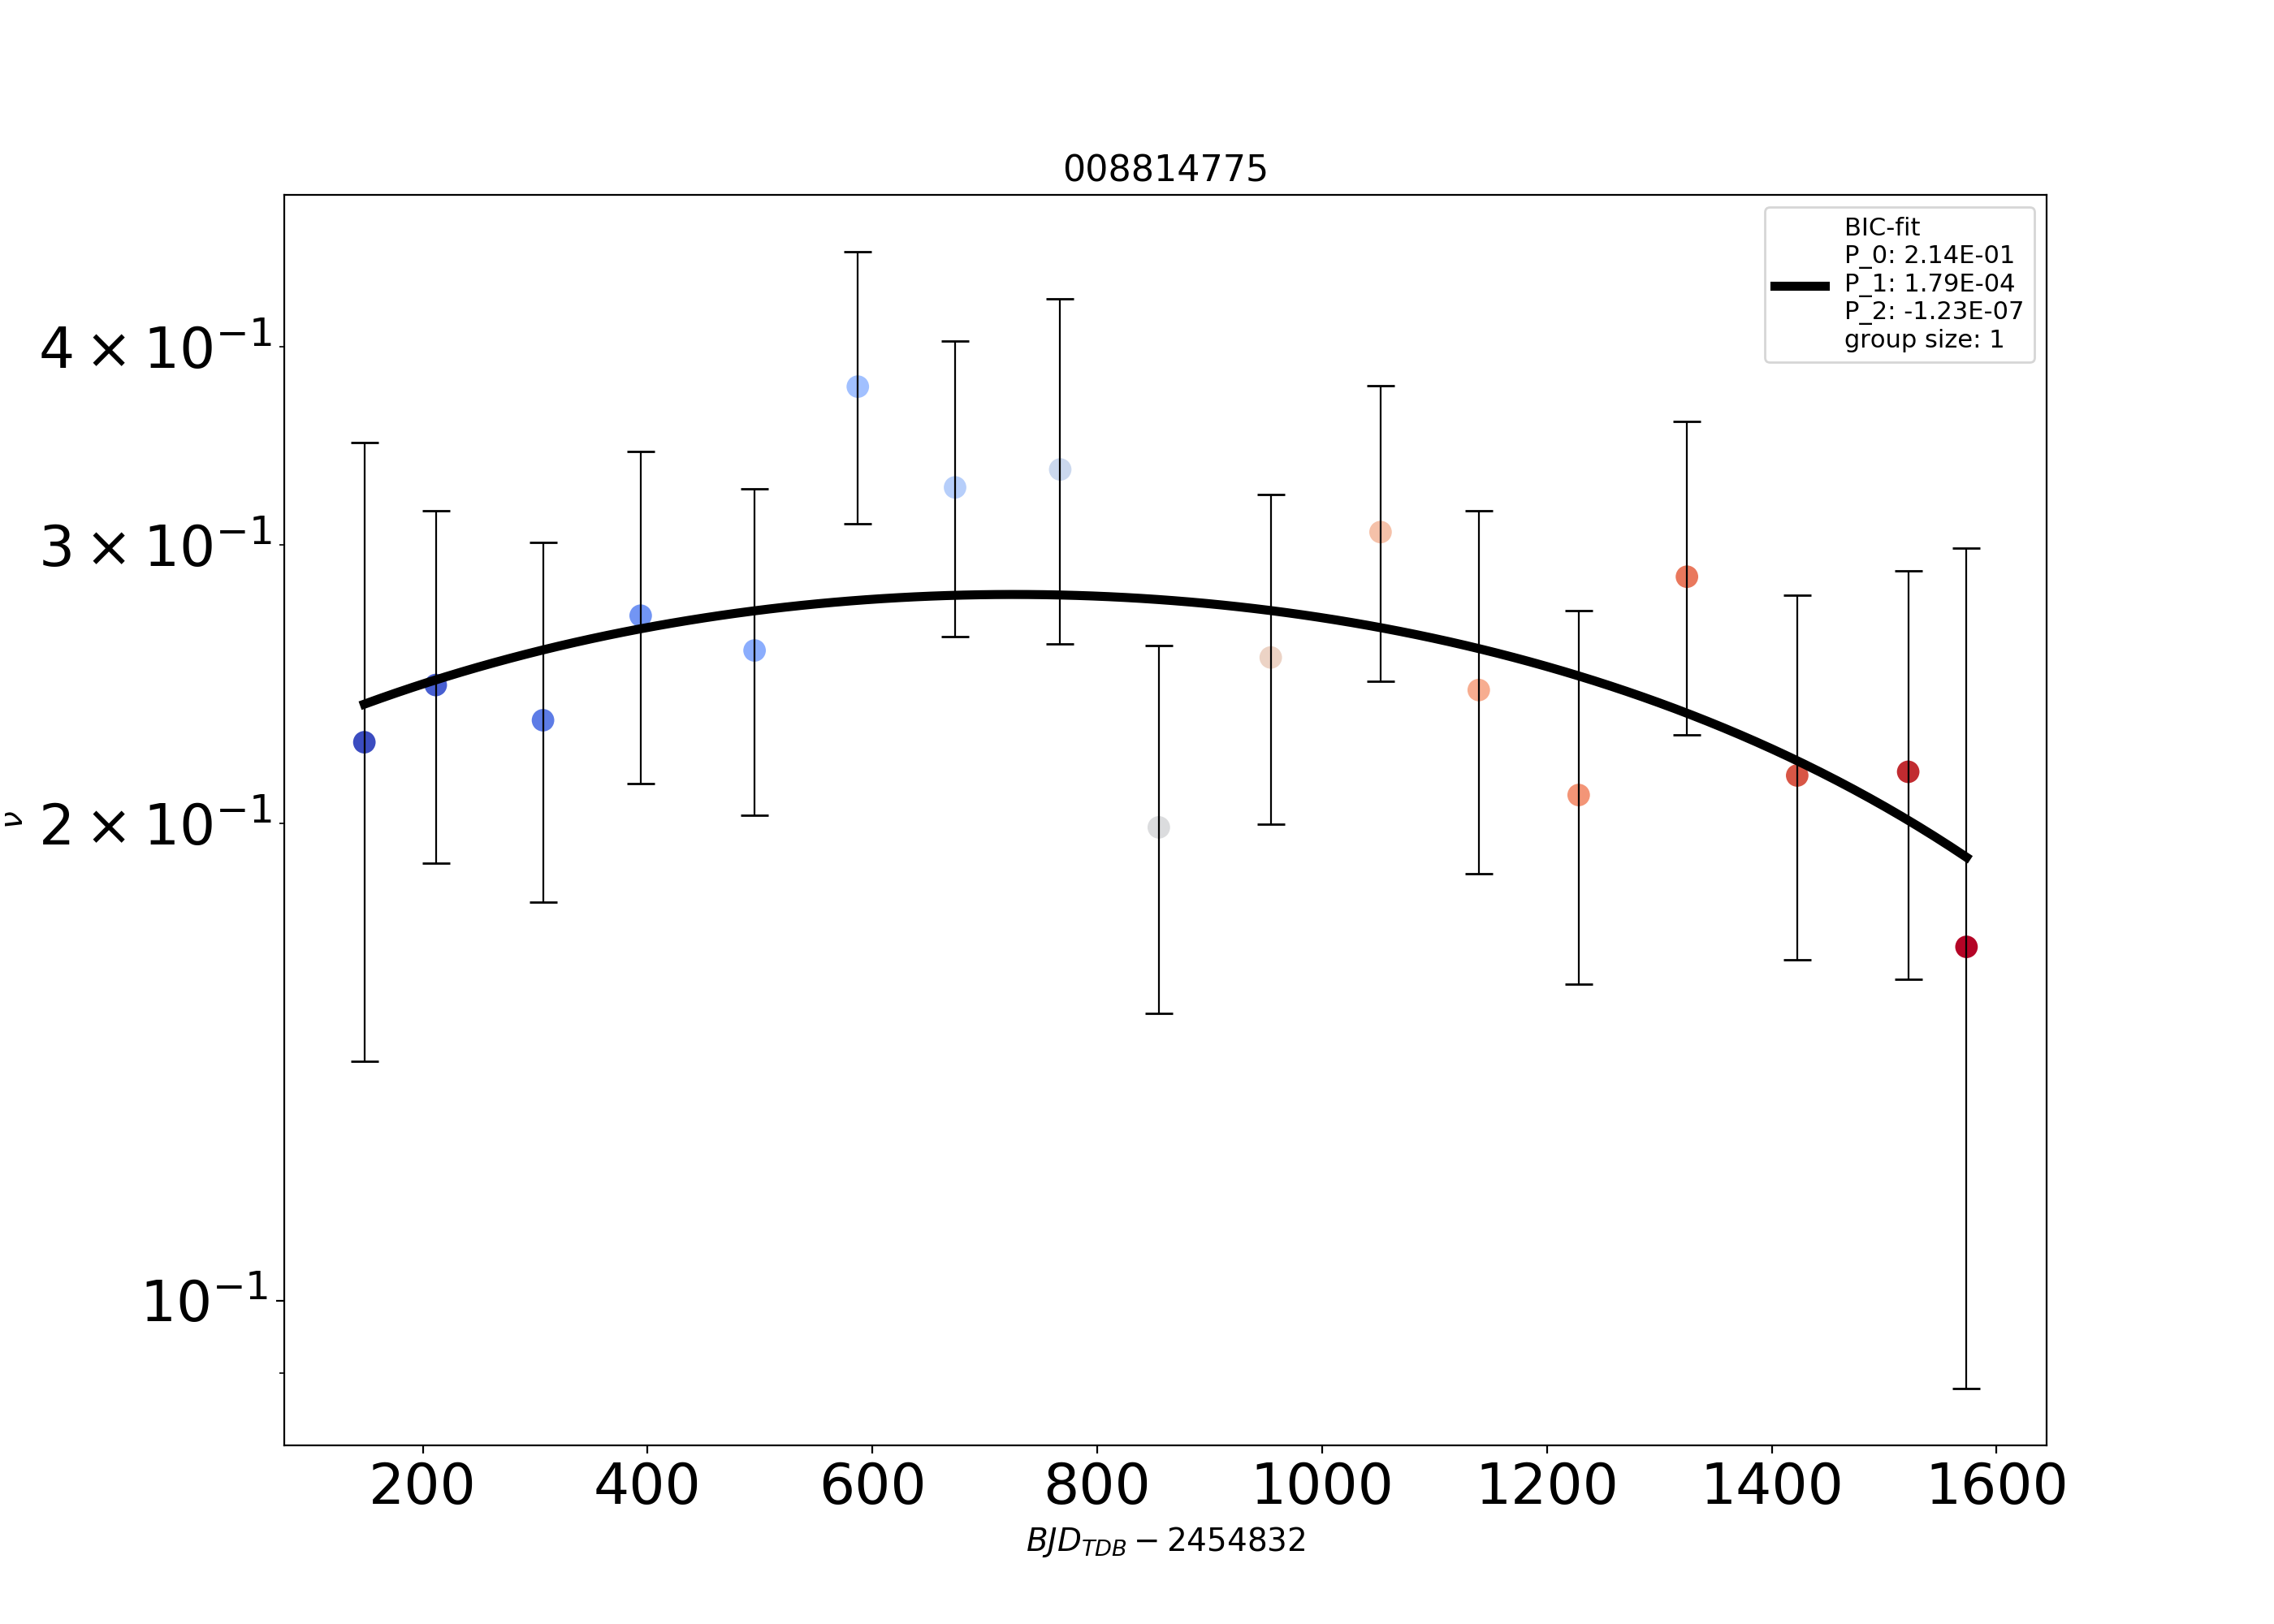 008814775
BIC-fit
P_0: 2.14E-01
P_1: 1.79E-04
P_2: -1.23E-07
group size: 1
4 × 10⁻¹
3 × 10⁻¹
2 × 10⁻¹
10⁻¹
ν
200 400 600 800 1000 1200 1400 1600
BJD_TDB − 2454832